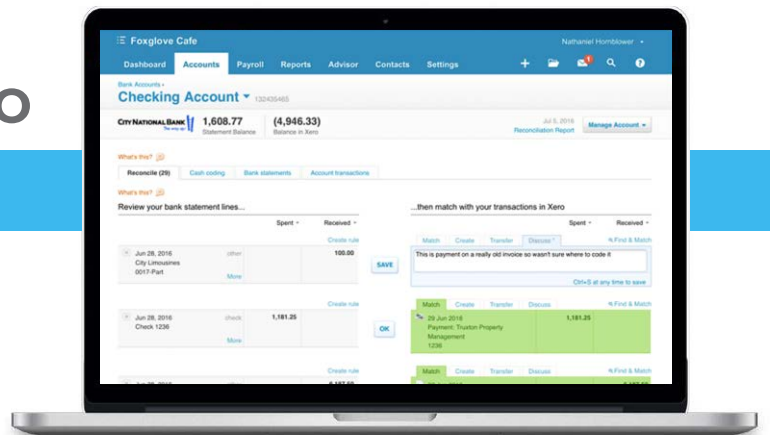 o
Foxglove Cafe
Nathaniel Hornblower
Dashboard Accounts Payroll Reports Advisor Contacts Settings
1
Bank Accounts ›
Checking Account 132435465
CITY NATIONAL BANK
The way up.
1,608.77
Statement Balance
(4,946.33)
Balance in Xero
Jul 5, 2016
Reconciliation Report
Manage Account
What's this?
Reconcile (29) Cash coding Bank statements Account transactions
What's this?
Review your bank statement lines...
...then match with your transactions in Xero
Spent Received
Spent Received
Create rule
Match Create Transfer Discuss * Find & Match
Jun 28, 2016 other 100.00
City Limousines
0017-Part
More
SAVE
This is payment on a really old invoice so wasn't sure where to code it
Ctrl+S at any time to save
Create rule
Match Create Transfer Discuss Find & Match
Jun 28, 2016 check 1,181.25
Check 1236
More
OK
29 Jun 2016 1,181.25
Payment: Truxton Property
Management
1236
Create rule
Match Create Transfer Discuss Find & Match